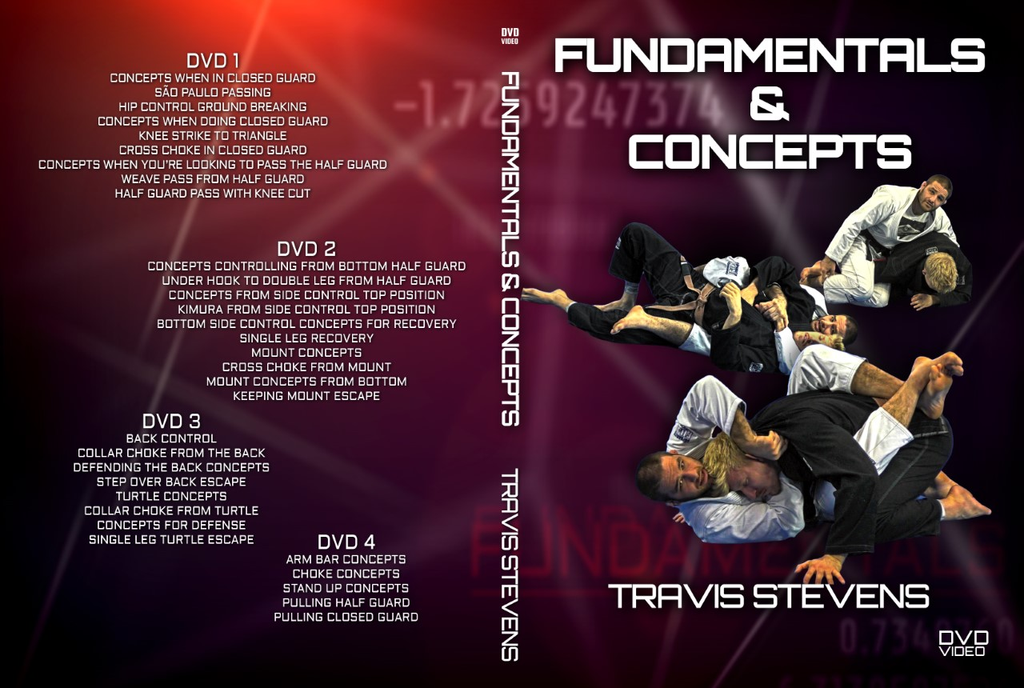 DVD 1
CONCEPTS WHEN IN CLOSED GUARD
SÃO PAULO PASSING
HIP CONTROL GROUND BREAKING
CONCEPTS WHEN DOING CLOSED GUARD
KNEE STRIKE TO TRIANGLE
CROSS CHOKE IN CLOSED GUARD
CONCEPTS WHEN YOU'RE LOOKING TO PASS THE HALF GUARD
WEAVE PASS FROM HALF GUARD
HALF GUARD PASS WITH KNEE CUT
DVD 2
CONCEPTS CONTROLLING FROM BOTTOM HALF GUARD
UNDER HOOK TO DOUBLE LEG FROM HALF GUARD
CONCEPTS FROM SIDE CONTROL TOP POSITION
KIMURA FROM SIDE CONTROL TOP POSITION
BOTTOM SIDE CONTROL CONCEPTS FOR RECOVERY
SINGLE LEG RECOVERY
MOUNT CONCEPTS
CROSS CHOKE FROM MOUNT
MOUNT CONCEPTS FROM BOTTOM
KEEPING MOUNT ESCAPE
DVD 3
BACK CONTROL
COLLAR CHOKE FROM THE BACK
DEFENDING THE BACK CONCEPTS
STEP OVER BACK ESCAPE
TURTLE CONCEPTS
COLLAR CHOKE FROM TURTLE
CONCEPTS FOR DEFENSE
SINGLE LEG TURTLE ESCAPE
DVD 4
ARM BAR CONCEPTS
CHOKE CONCEPTS
STAND UP CONCEPTS
PULLING HALF GUARD
PULLING CLOSED GUARD
DVD
VIDEO
FUNDAMENTALS & CONCEPTS TRAVIS STEVENS
FUNDAMENTALS
&
CONCEPTS
-1.7269247374
FUNDAMENTALS
TRAVIS STEVENS
DVD
VIDEO